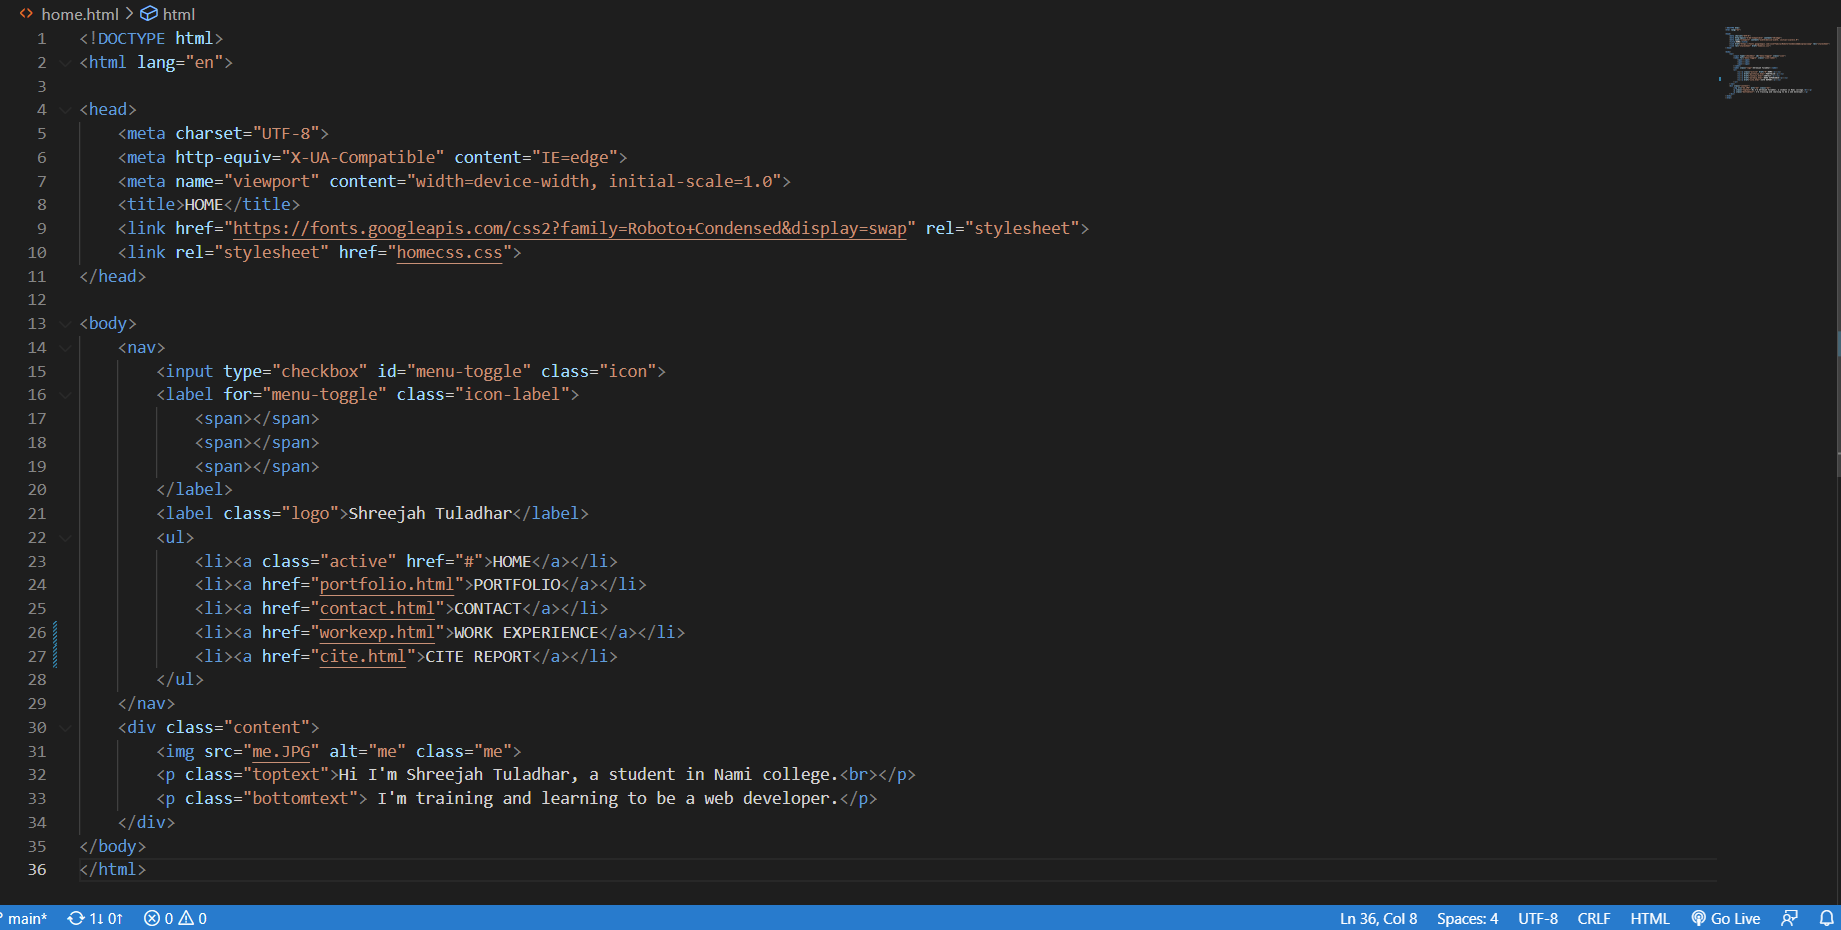 home.html > html
1 <!DOCTYPE html>
2 <html lang="en">
3
4 <head>
5     <meta charset="UTF-8">
6     <meta http-equiv="X-UA-Compatible" content="IE=edge">
7     <meta name="viewport" content="width=device-width, initial-scale=1.0">
8     <title>HOME</title>
9     <link href="https://fonts.googleapis.com/css2?family=Roboto+Condensed&display=swap" rel="stylesheet">
10     <link rel="stylesheet" href="homecss.css">
11 </head>
12
13 <body>
14     <nav>
15         <input type="checkbox" id="menu-toggle" class="icon">
16         <label for="menu-toggle" class="icon-label">
17             <span></span>
18             <span></span>
19             <span></span>
20         </label>
21         <label class="logo">Shreejah Tuladhar</label>
22         <ul>
23             <li><a class="active" href="#">HOME</a></li>
24             <li><a href="portfolio.html">PORTFOLIO</a></li>
25             <li><a href="contact.html">CONTACT</a></li>
26             <li><a href="workexp.html">WORK EXPERIENCE</a></li>
27             <li><a href="cite.html">CITE REPORT</a></li>
28         </ul>
29     </nav>
30     <div class="content">
31         <img src="me.JPG" alt="me" class="me">
32         <p class="toptext">Hi I'm Shreejah Tuladhar, a student in Nami college.<br></p>
33         <p class="bottomtext"> I'm training and learning to be a web developer.</p>
34     </div>
35 </body>
36 </html>
main* 1↓ 0↑ 0 0 Ln 36, Col 8 Spaces: 4 UTF-8 CRLF HTML Go Live